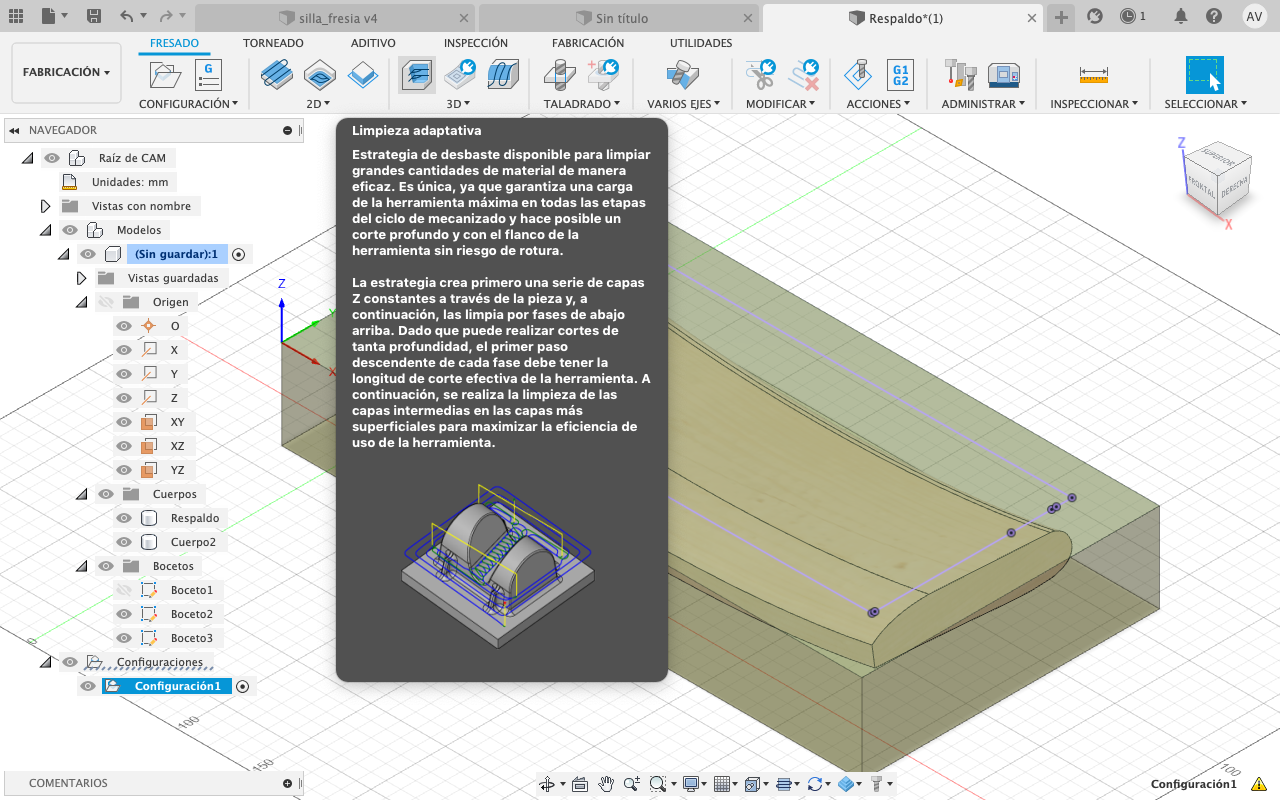 silla_fresia v4
Sin título
Respaldo*(1)
1
AV
FABRICACIÓN
FRESADO
TORNEADO
ADITIVO
INSPECCIÓN
FABRICACIÓN
UTILIDADES
G
G1
G2
CONFIGURACIÓN
2D
3D
TALADRADO
VARIOS EJES
MODIFICAR
ACCIONES
ADMINISTRAR
INSPECCIONAR
SELECCIONAR
NAVEGADOR
Raíz de CAM
Unidades: mm
Vistas con nombre
Modelos
(Sin guardar):1
Vistas guardadas
Origen
O
X
Y
Z
XY
XZ
YZ
Cuerpos
Respaldo
Cuerpo2
Bocetos
Boceto1
Boceto2
Boceto3
Configuraciones
Configuración1
Limpieza adaptativa
Estrategia de desbaste disponible para limpiar
grandes cantidades de material de manera
eficaz. Es única, ya que garantiza una carga
de la herramienta máxima en todas las etapas
del ciclo de mecanizado y hace posible un
corte profundo y con el flanco de la
herramienta sin riesgo de rotura.
La estrategia crea primero una serie de capas
Z constantes a través de la pieza y, a
continuación, las limpia por fases de abajo
arriba. Dado que puede realizar cortes de
tanta profundidad, el primer paso
descendente de cada fase debe tener la
longitud de corte efectiva de la herramienta. A
continuación, se realiza la limpieza de las
capas intermedias en las capas más
superficiales para maximizar la eficiencia de
uso de la herramienta.
Z
X
Z
SUPERIOR
FRONTAL
DERECHA
X
0
100
150
100
COMENTARIOS
Configuración1